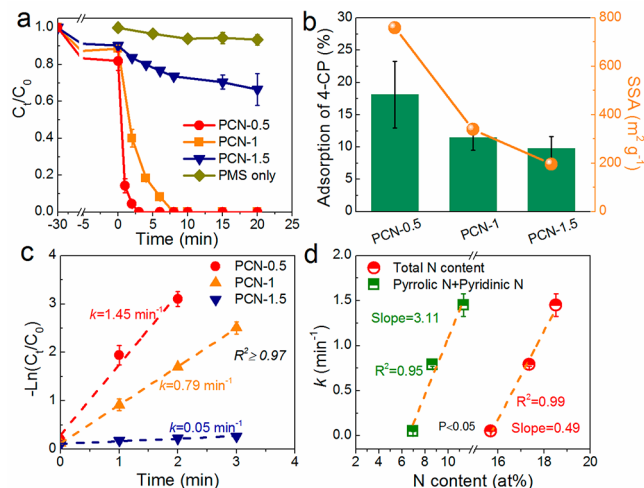 a
C_t/C_0
1.0
0.8
0.6
0.4
0.2
0.0
PCN-0.5
PCN-1
PCN-1.5
PMS only
-30 -5 0 5 10 15 20 25
Time (min)
b
Adsorption of 4-CP (%)
30
25
20
15
10
5
0
800
600
400
200
0
SSA (m² g⁻¹)
PCN-0.5 PCN-1 PCN-1.5
c
-Ln(C_t/C_0)
4
3
2
1
0
PCN-0.5
PCN-1
PCN-1.5
k=1.45 min⁻¹
R²≥0.97
k=0.79 min⁻¹
k=0.05 min⁻¹
0 1 2 3 4
Time (min)
d
k (min⁻¹)
2.0
1.5
1.0
0.5
0.0
Total N content
Pyrrolic N+Pyridinic N
Slope=3.11
R²=0.95
R²=0.99
P<0.05
Slope=0.49
4 6 8 10 16 18 20
N content (at%)